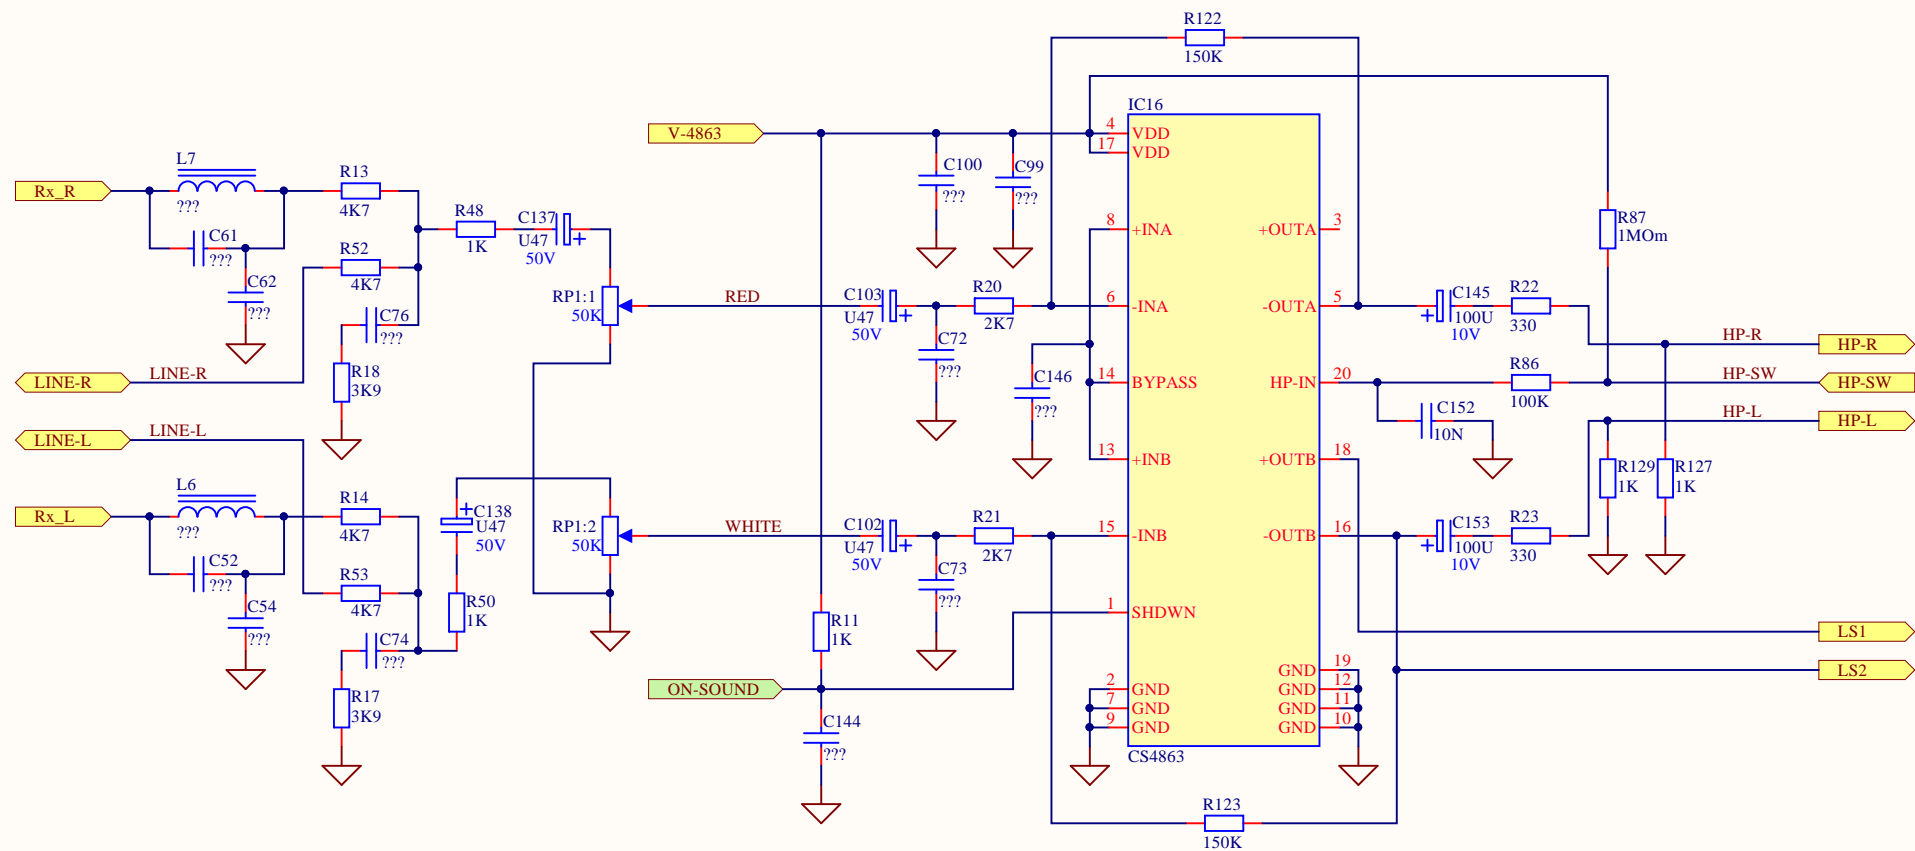 R122
150K
IC16
V-4863
4 VDD
17 VDD
L7
???
Rx_R
R13
4K7
C61
???
C62
???
R52
4K7
R48
1K
C137
U47
50V
C76
???
R18
3K9
LINE-R
LINE-R
LINE-L
LINE-L
RP1:1
50K
RED
C100
???
C99
???
8 +INA
+OUTA 3
R87
1MOm
C103
U47
50V
R20
2K7
6 -INA
-OUTA 5
C145
100U
10V
R22
330
C72
???
C146
???
HP-R
HP-R
14 BYPASS
HP-IN 20
R86
100K
HP-SW
HP-SW
C152
10N
HP-L
HP-L
13 +INB
+OUTB 18
R129
1K
R127
1K
L6
???
Rx_L
R14
4K7
C52
???
C54
???
R53
4K7
C138
U47
50V
R50
1K
C74
???
R17
3K9
RP1:2
50K
WHITE
C102
U47
50V
R21
2K7
15 -INB
-OUTB 16
C153
100U
10V
R23
330
C73
???
R11
1K
1 SHDWN
LS1
LS2
ON-SOUND
C144
???
GND 19
2 GND
GND 12
7 GND
GND 11
9 GND
GND 10
CS4863
R123
150K